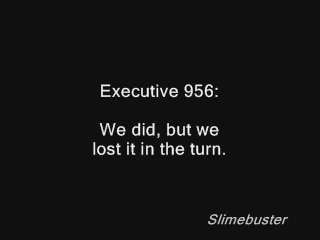 Executive 956:
We did, but we
lost it in the turn.
Slimebuster